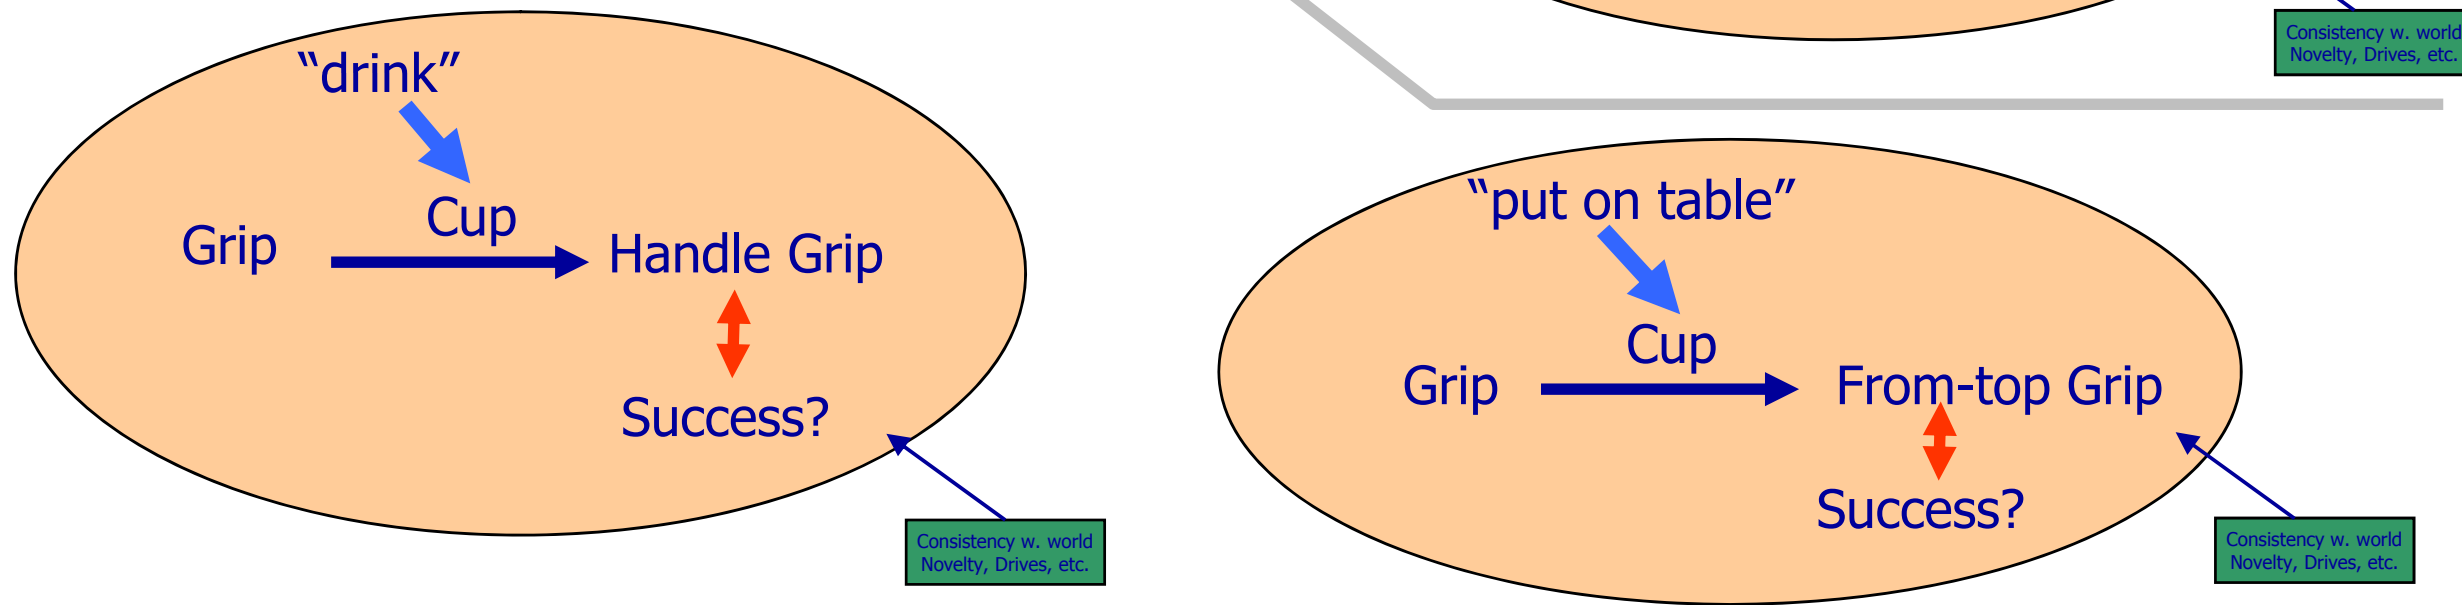 “drink”
Cup
Grip
Handle Grip
Success?
Consistency w. world
Novelty, Drives, etc.
Consistency w. world
Novelty, Drives, etc.
“put on table”
Cup
Grip
From-top Grip
Success?
Consistency w. world
Novelty, Drives, etc.